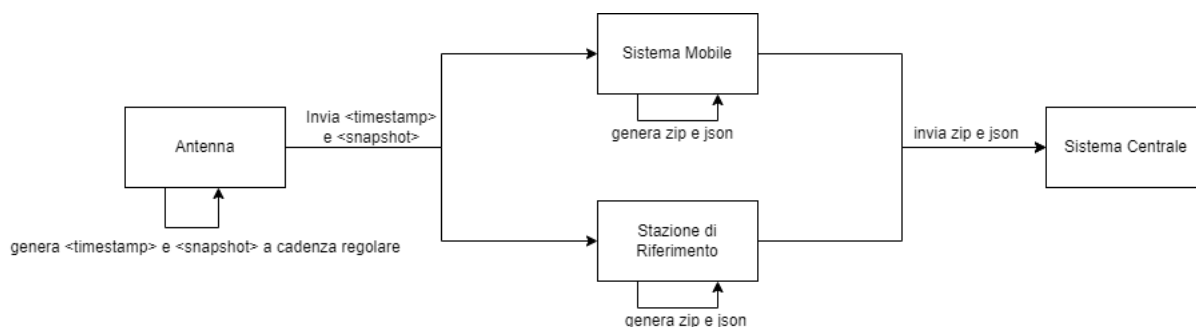 Sistema Mobile
genera zip e json
Invia <timestamp>
e <snapshot>
Antenna
genera <timestamp> e <snapshot> a cadenza regolare
invia zip e json
Sistema Centrale
Stazione di
Riferimento
genera zip e json